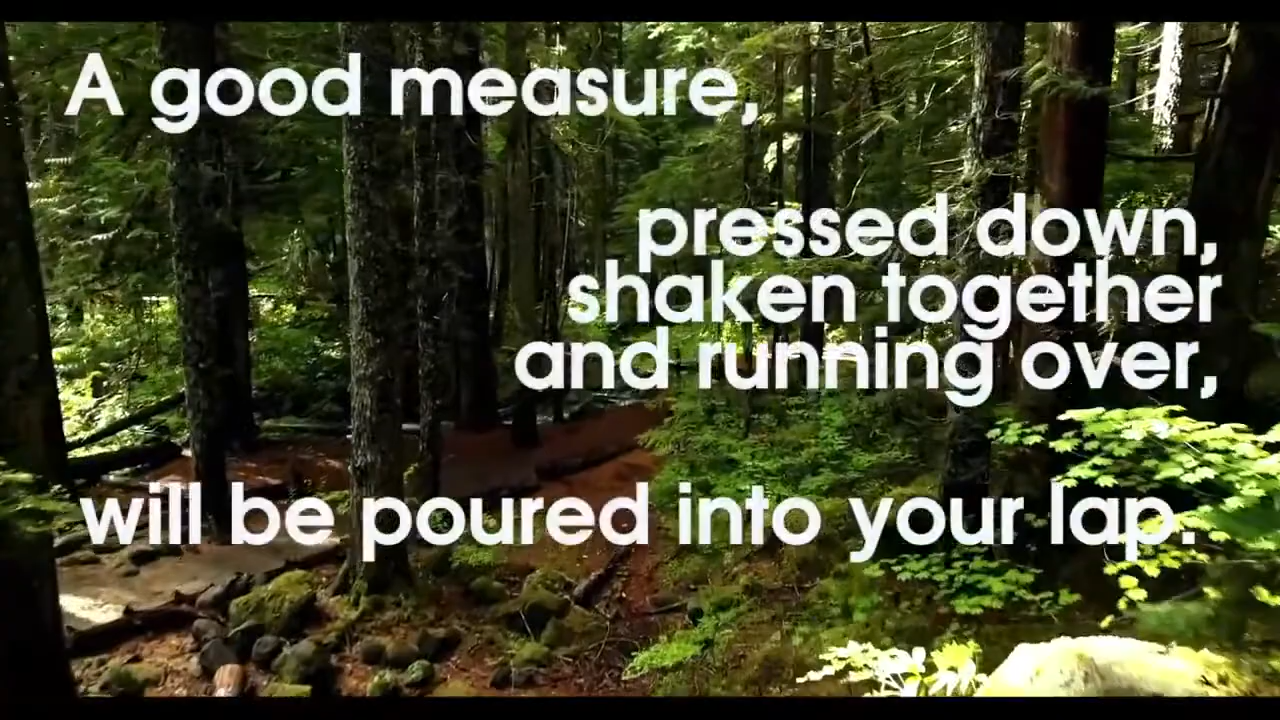 A good measure,
pressed down,
shaken together
and running over,
will be poured into your lap.